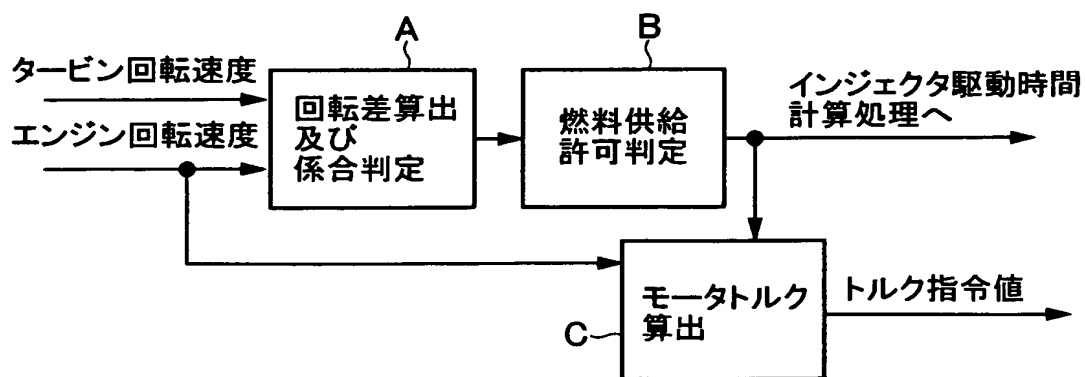 A
B
タービン回転速度
エンジン回転速度
回転差算出
及び
係合判定
燃料供給
許可判定
インジェクタ駆動時間
計算処理へ
モータトルク
算出
C
トルク指令値